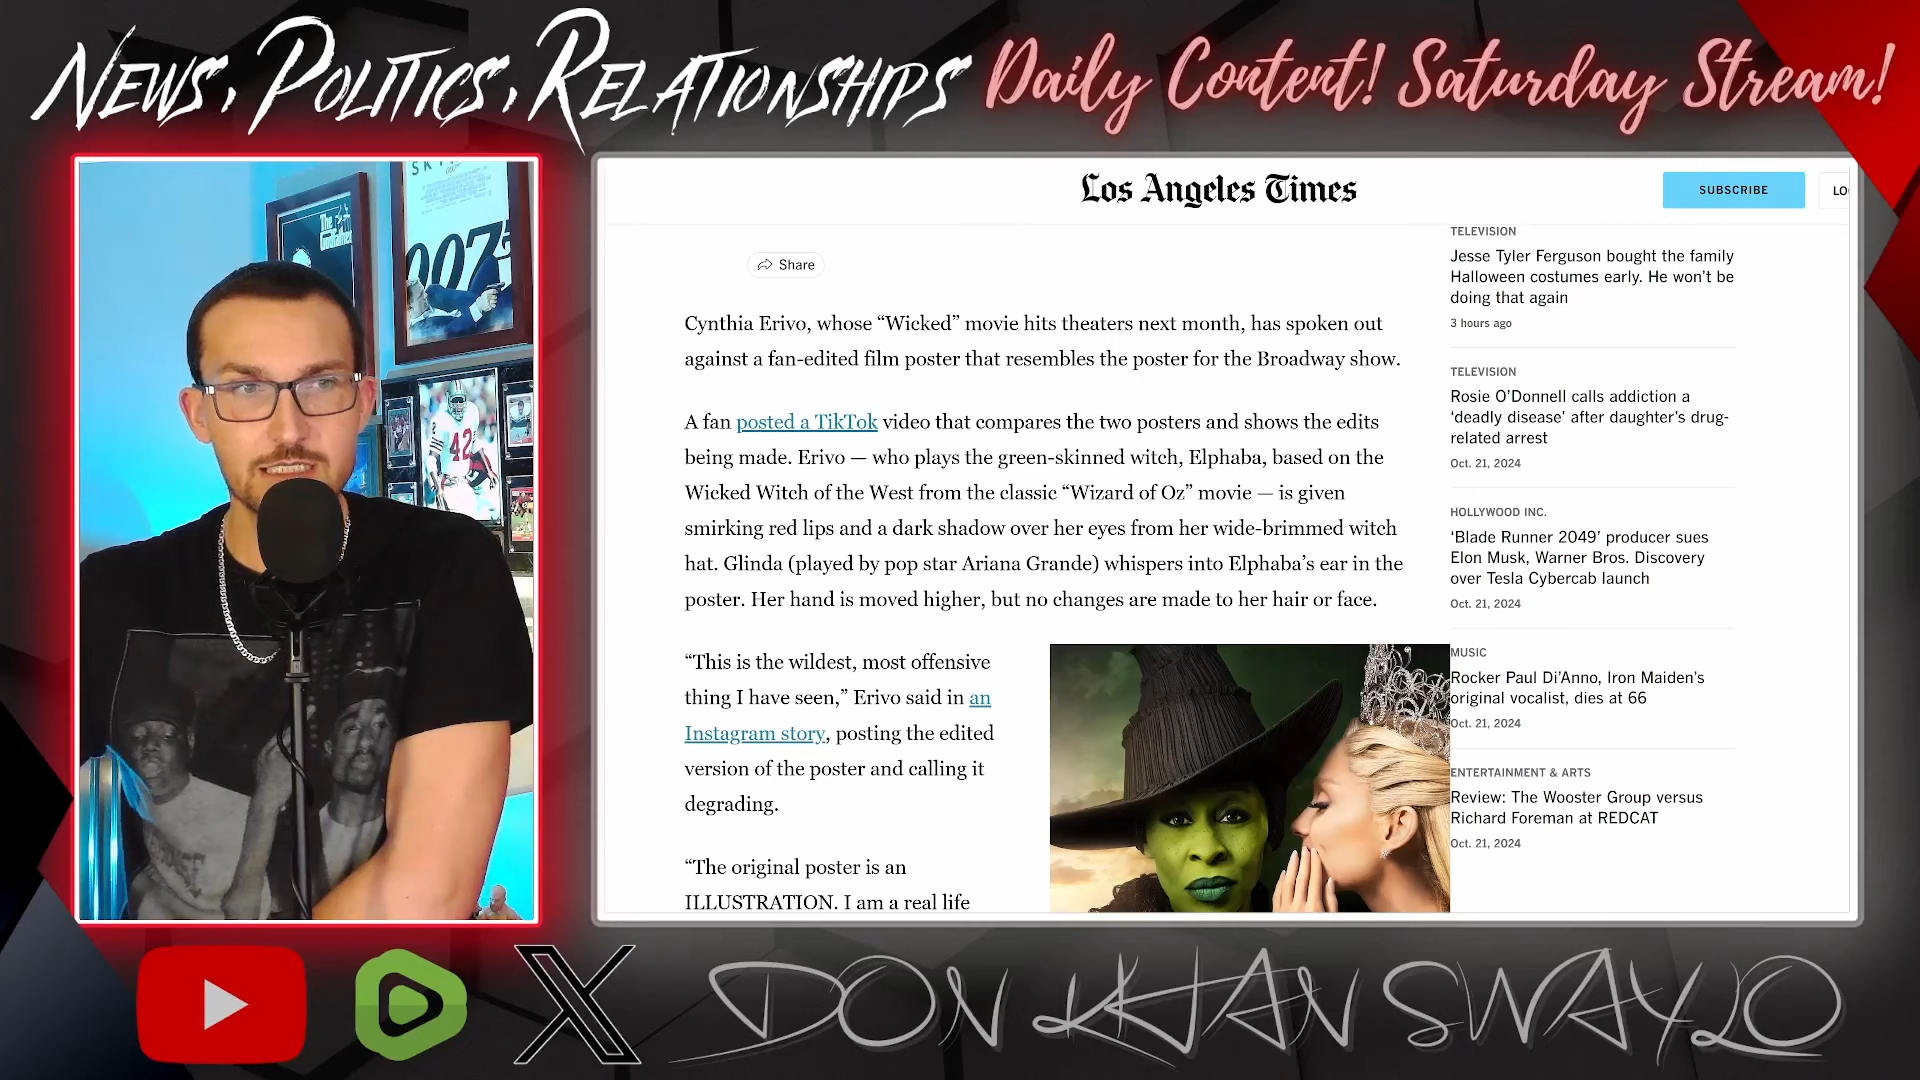 NEWS, POLITICS, RELATIONSHIPS
Daily Content! Saturday Stream!
SKY
007
The
Godfather
007
42
Los Angeles Times
SUBSCRIBE
LO
Share
Cynthia Erivo, whose “Wicked” movie hits theaters next month, has spoken out
against a fan-edited film poster that resembles the poster for the Broadway show.
A fan posted a TikTok video that compares the two posters and shows the edits
being made. Erivo — who plays the green-skinned witch, Elphaba, based on the
Wicked Witch of the West from the classic “Wizard of Oz” movie — is given
smirking red lips and a dark shadow over her eyes from her wide-brimmed witch
hat. Glinda (played by pop star Ariana Grande) whispers into Elphaba’s ear in the
poster. Her hand is moved higher, but no changes are made to her hair or face.
“This is the wildest, most offensive
thing I have seen,” Erivo said in an
Instagram story, posting the edited
version of the poster and calling it
degrading.
“The original poster is an
ILLUSTRATION. I am a real life
TELEVISION
Jesse Tyler Ferguson bought the family
Halloween costumes early. He won’t be
doing that again
3 hours ago
TELEVISION
Rosie O’Donnell calls addiction a
‘deadly disease’ after daughter’s drug-
related arrest
Oct. 21, 2024
HOLLYWOOD INC.
‘Blade Runner 2049’ producer sues
Elon Musk, Warner Bros. Discovery
over Tesla Cybercab launch
Oct. 21, 2024
MUSIC
Rocker Paul Di’Anno, Iron Maiden’s
original vocalist, dies at 66
Oct. 21, 2024
ENTERTAINMENT & ARTS
Review: The Wooster Group versus
Richard Foreman at REDCAT
Oct. 21, 2024
X
DON KHAN SWAYLO